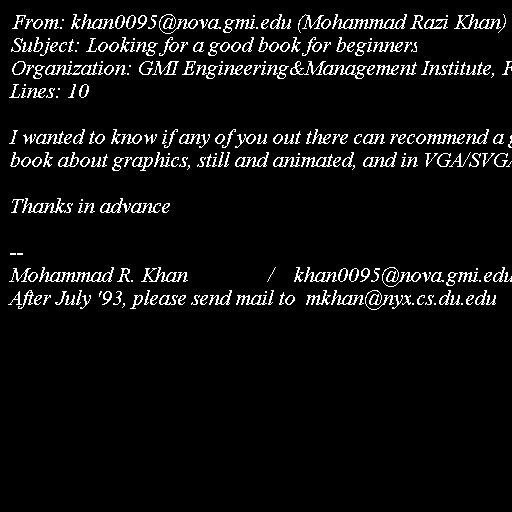 From: khan0095@nova.gmi.edu (Mohammad Razi Khan)
Subject: Looking for a good book for beginners
Organization: GMI Engineering&Management Institute,
Lines: 10
I wanted to know if any of you out there can recommend a
book about graphics, still and animated, and in VGA/SVGA
Thanks in advance
--
Mohammad R. Khan / khan0095@nova.gmi.edu
After July '93, please send mail to mkhan@nyx.cs.du.edu